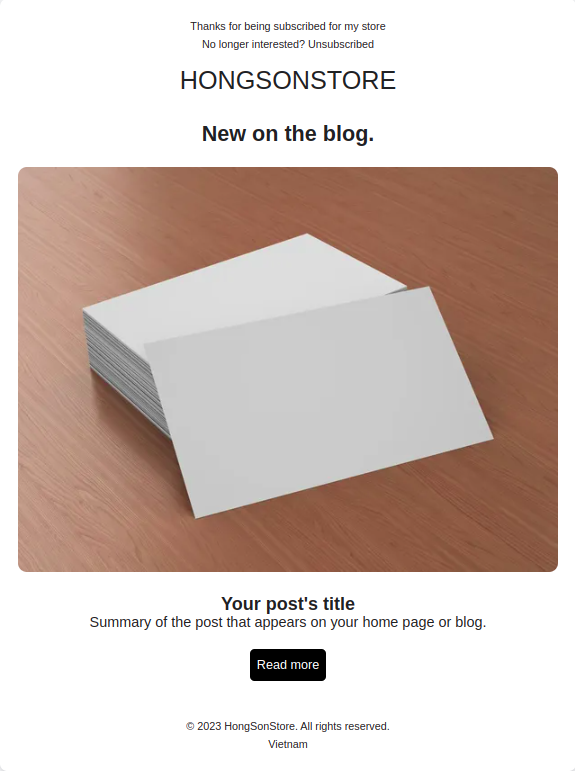 Thanks for being subscribed for my store
No longer interested? Unsubscribed
HONGSONSTORE
New on the blog.
Your post's title
Summary of the post that appears on your home page or blog.
Read more
© 2023 HongSonStore. All rights reserved.
Vietnam